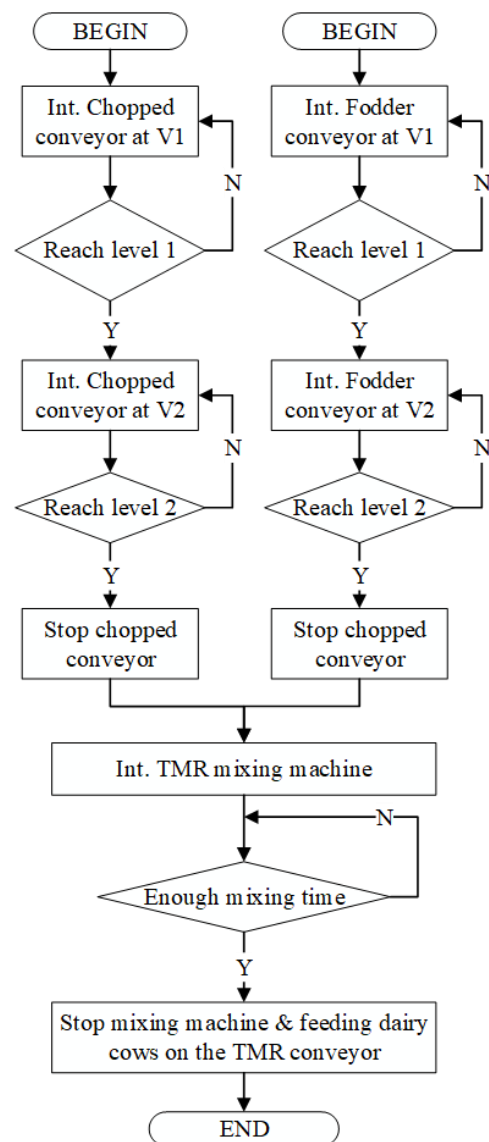 BEGIN
BEGIN
Int. Chopped
conveyor at V1
Int. Fodder
conveyor at V1
N
N
Reach level 1
Reach level 1
Y
Y
Int. Chopped
conveyor at V2
Int. Fodder
conveyor at V2
N
N
Reach level 2
Reach level 2
Y
Y
Stop chopped
conveyor
Stop chopped
conveyor
Int. TMR mixing machine
N
Enough mixing time
Y
Stop mixing machine & feeding dairy
cows on the TMR conveyor
END